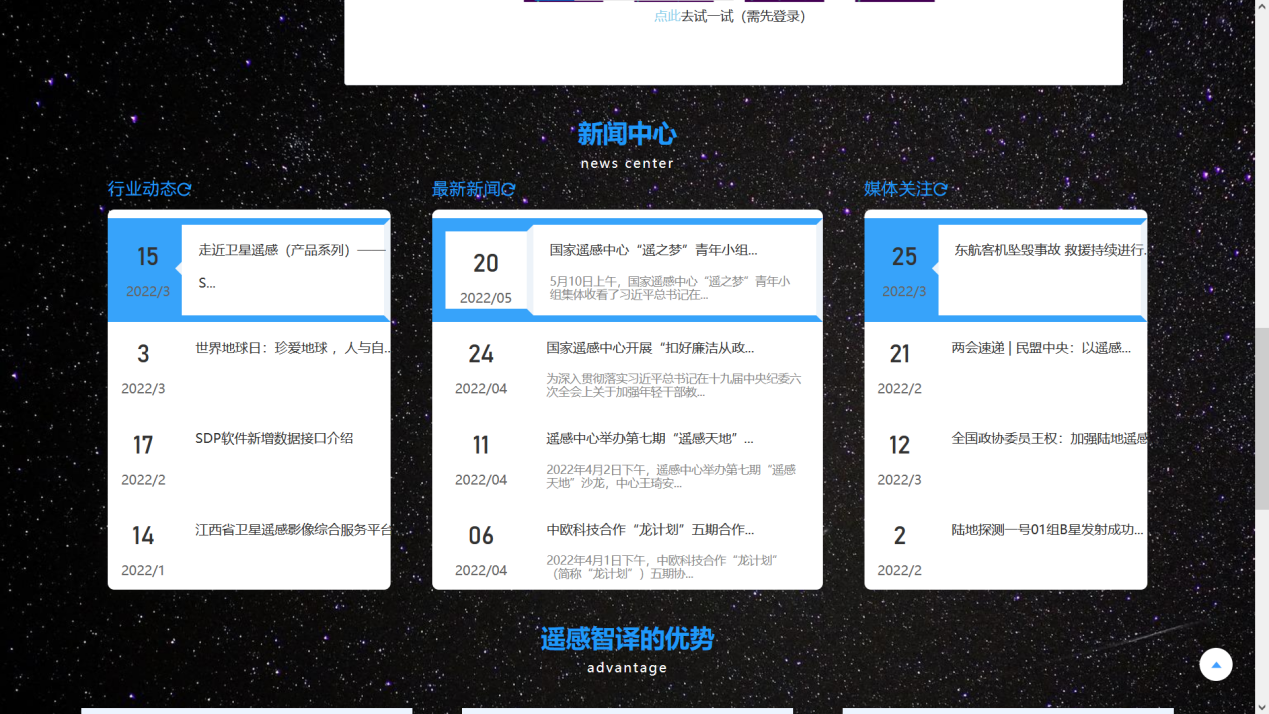 点此去试一试（需先登录）
新闻中心
news center
行业动态
15
2022/3
走近卫星遥感（产品系列）——
S...
3
2022/3
世界地球日：珍爱地球 ，人与自...
17
2022/2
SDP软件新增数据接口介绍
14
2022/1
江西省卫星遥感影像综合服务平台
最新新闻
20
2022/05
国家遥感中心“遥之梦”青年小组...
5月10日上午，国家遥感中心“遥之梦”青年小
组集体收看了习近平总书记在...
24
2022/04
国家遥感中心开展“扣好廉洁从政...
为深入贯彻落实习近平总书记在十九届中央纪委六
次全会上关于加强年轻干部教...
11
2022/04
遥感中心举办第七期“遥感天地”...
2022年4月2日下午，遥感中心举办第七期“遥感
天地”沙龙，中心王琦安...
06
2022/04
中欧科技合作“龙计划”五期合作...
2022年4月1日下午，中欧科技合作“龙计划”
（简称“龙计划”）五期协...
媒体关注
25
2022/3
东航客机坠毁事故 救援持续进行.
21
2022/2
两会速递 | 民盟中央：以遥感...
12
2022/3
全国政协委员王权：加强陆地遥感
2
2022/2
陆地探测一号01组B星发射成功...
遥感智译的优势
advantage